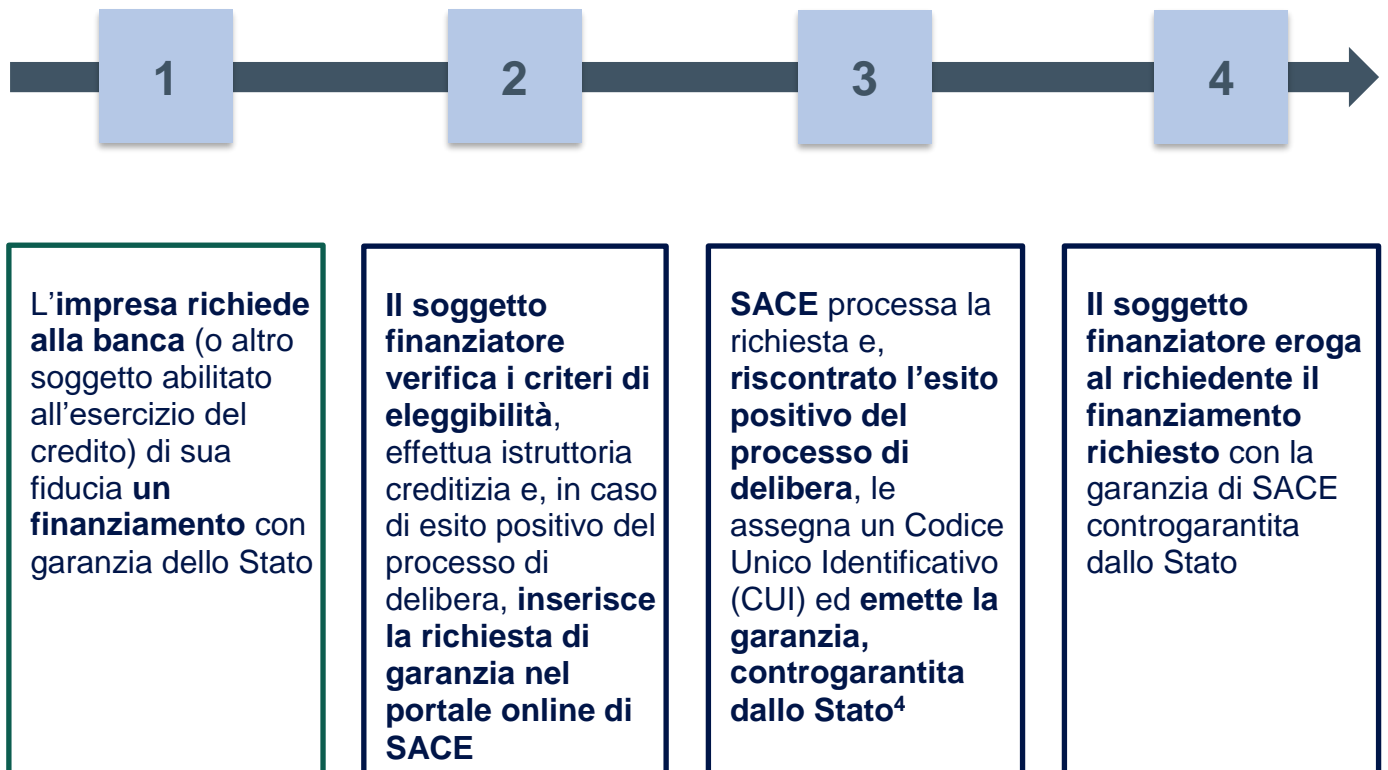 1
2
3
4
L’impresa richiede
alla banca (o altro
soggetto abilitato
all’esercizio del
credito) di sua
fiducia un
finanziamento con
garanzia dello Stato
Il soggetto
finanziatore
verifica i criteri di
eleggibilità,
effettua istruttoria
creditizia e, in caso
di esito positivo del
processo di
delibera, inserisce
la richiesta di
garanzia nel
portale online di
SACE
SACE processa la
richiesta e,
riscontrato l’esito
positivo del
processo di
delibera, le
assegna un Codice
Unico Identificativo
(CUI) ed emette la
garanzia,
controgarantita
dallo Stato⁴
Il soggetto
finanziatore eroga
al richiedente il
finanziamento
richiesto con la
garanzia di SACE
controgarantita
dallo Stato